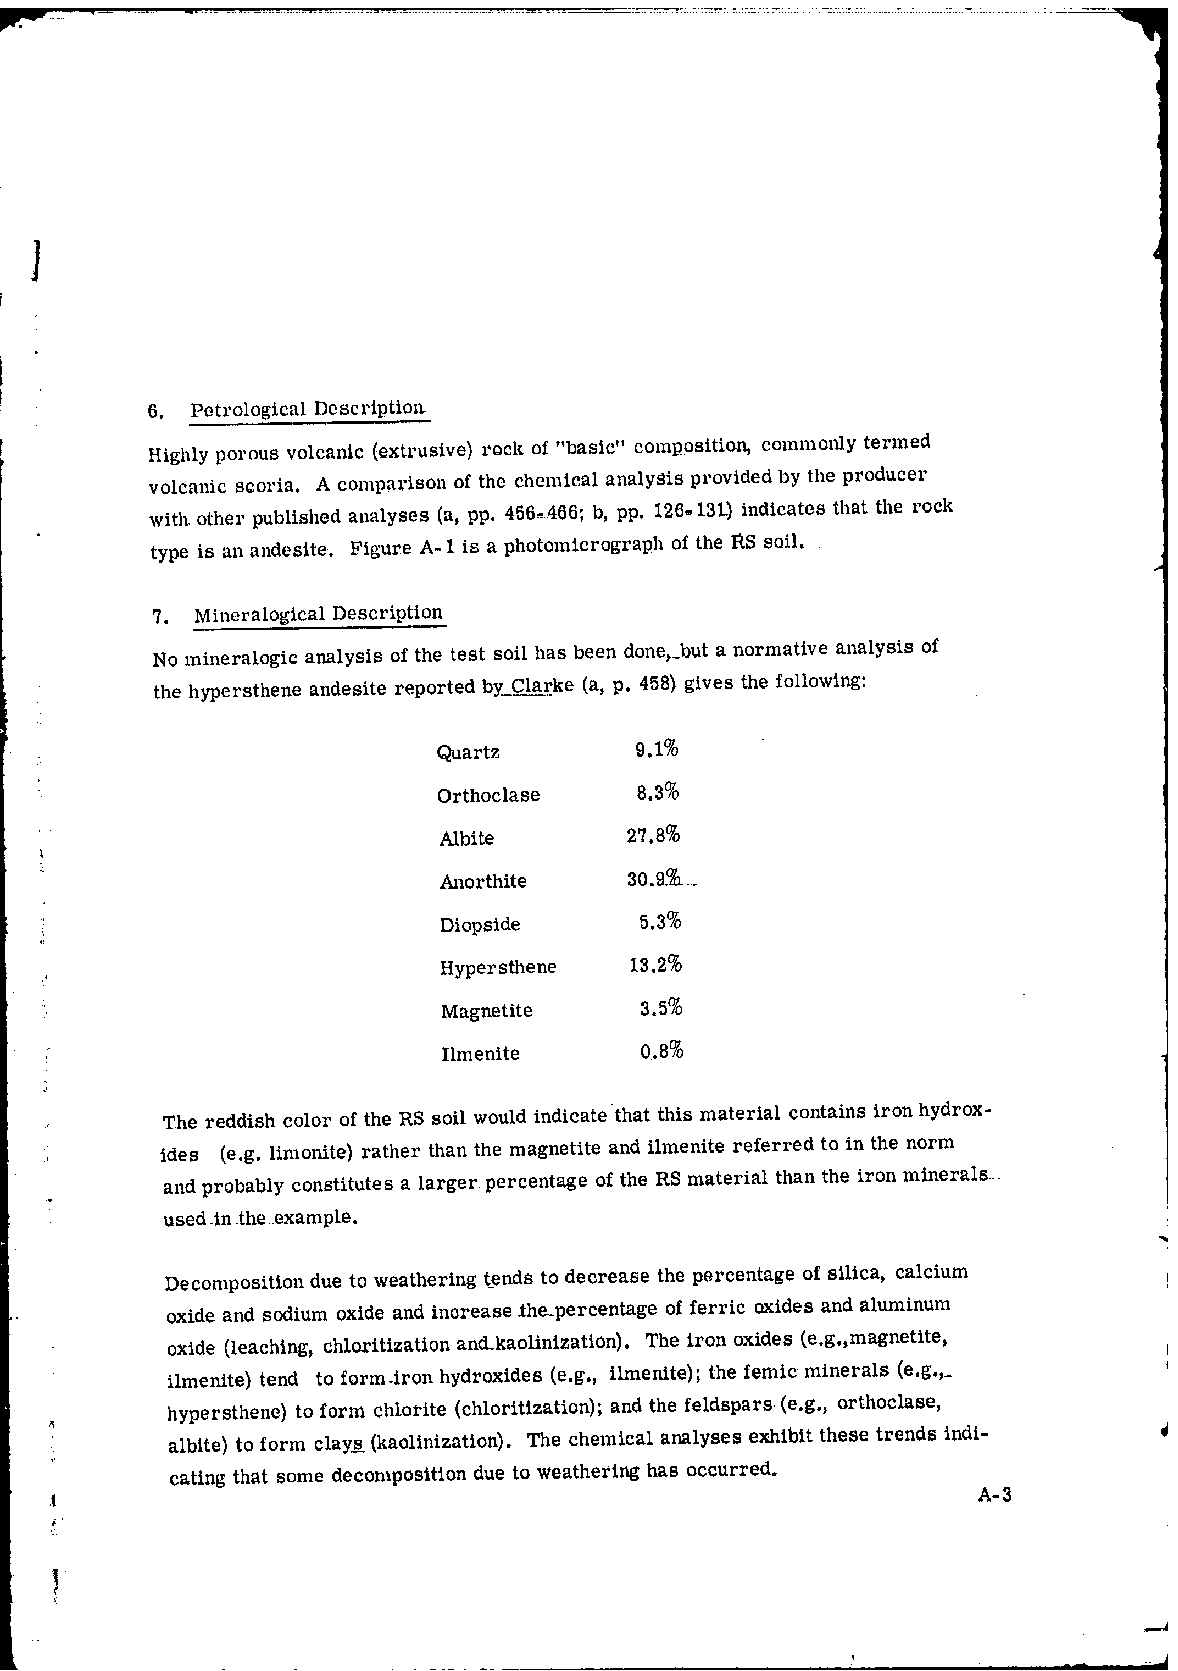 6. Petrological Description
Highly porous volcanic (extrusive) rock of "basic" composition, commonly termed
volcanic scoria. A comparison of the chemical analysis provided by the producer
with other published analyses (a, pp. 456-466; b, pp. 126-131) indicates that the rock
type is an andesite. Figure A-1 is a photomicrograph of the RS soil.
7. Mineralogical Description
No mineralogic analysis of the test soil has been done, but a normative analysis of
the hypersthene andesite reported by Clarke (a, p. 458) gives the following:
Quartz 9.1%
Orthoclase 8.3%
Albite 27.8%
Anorthite 30.9%
Diopside 5.3%
Hypersthene 13.2%
Magnetite 3.5%
Ilmenite 0.8%
The reddish color of the RS soil would indicate that this material contains iron hydrox-
ides (e.g. limonite) rather than the magnetite and ilmenite referred to in the norm
and probably constitutes a larger percentage of the RS material than the iron minerals
used in the example.
Decomposition due to weathering tends to decrease the percentage of silica, calcium
oxide and sodium oxide and increase the percentage of ferric oxides and aluminum
oxide (leaching, chloritization and kaolinization). The iron oxides (e.g.,magnetite,
ilmenite) tend to form iron hydroxides (e.g., ilmenite); the femic minerals (e.g.,
hypersthene) to form chlorite (chloritization); and the feldspars (e.g., orthoclase,
albite) to form clays (kaolinization). The chemical analyses exhibit these trends indi-
cating that some decomposition due to weathering has occurred.
A-3